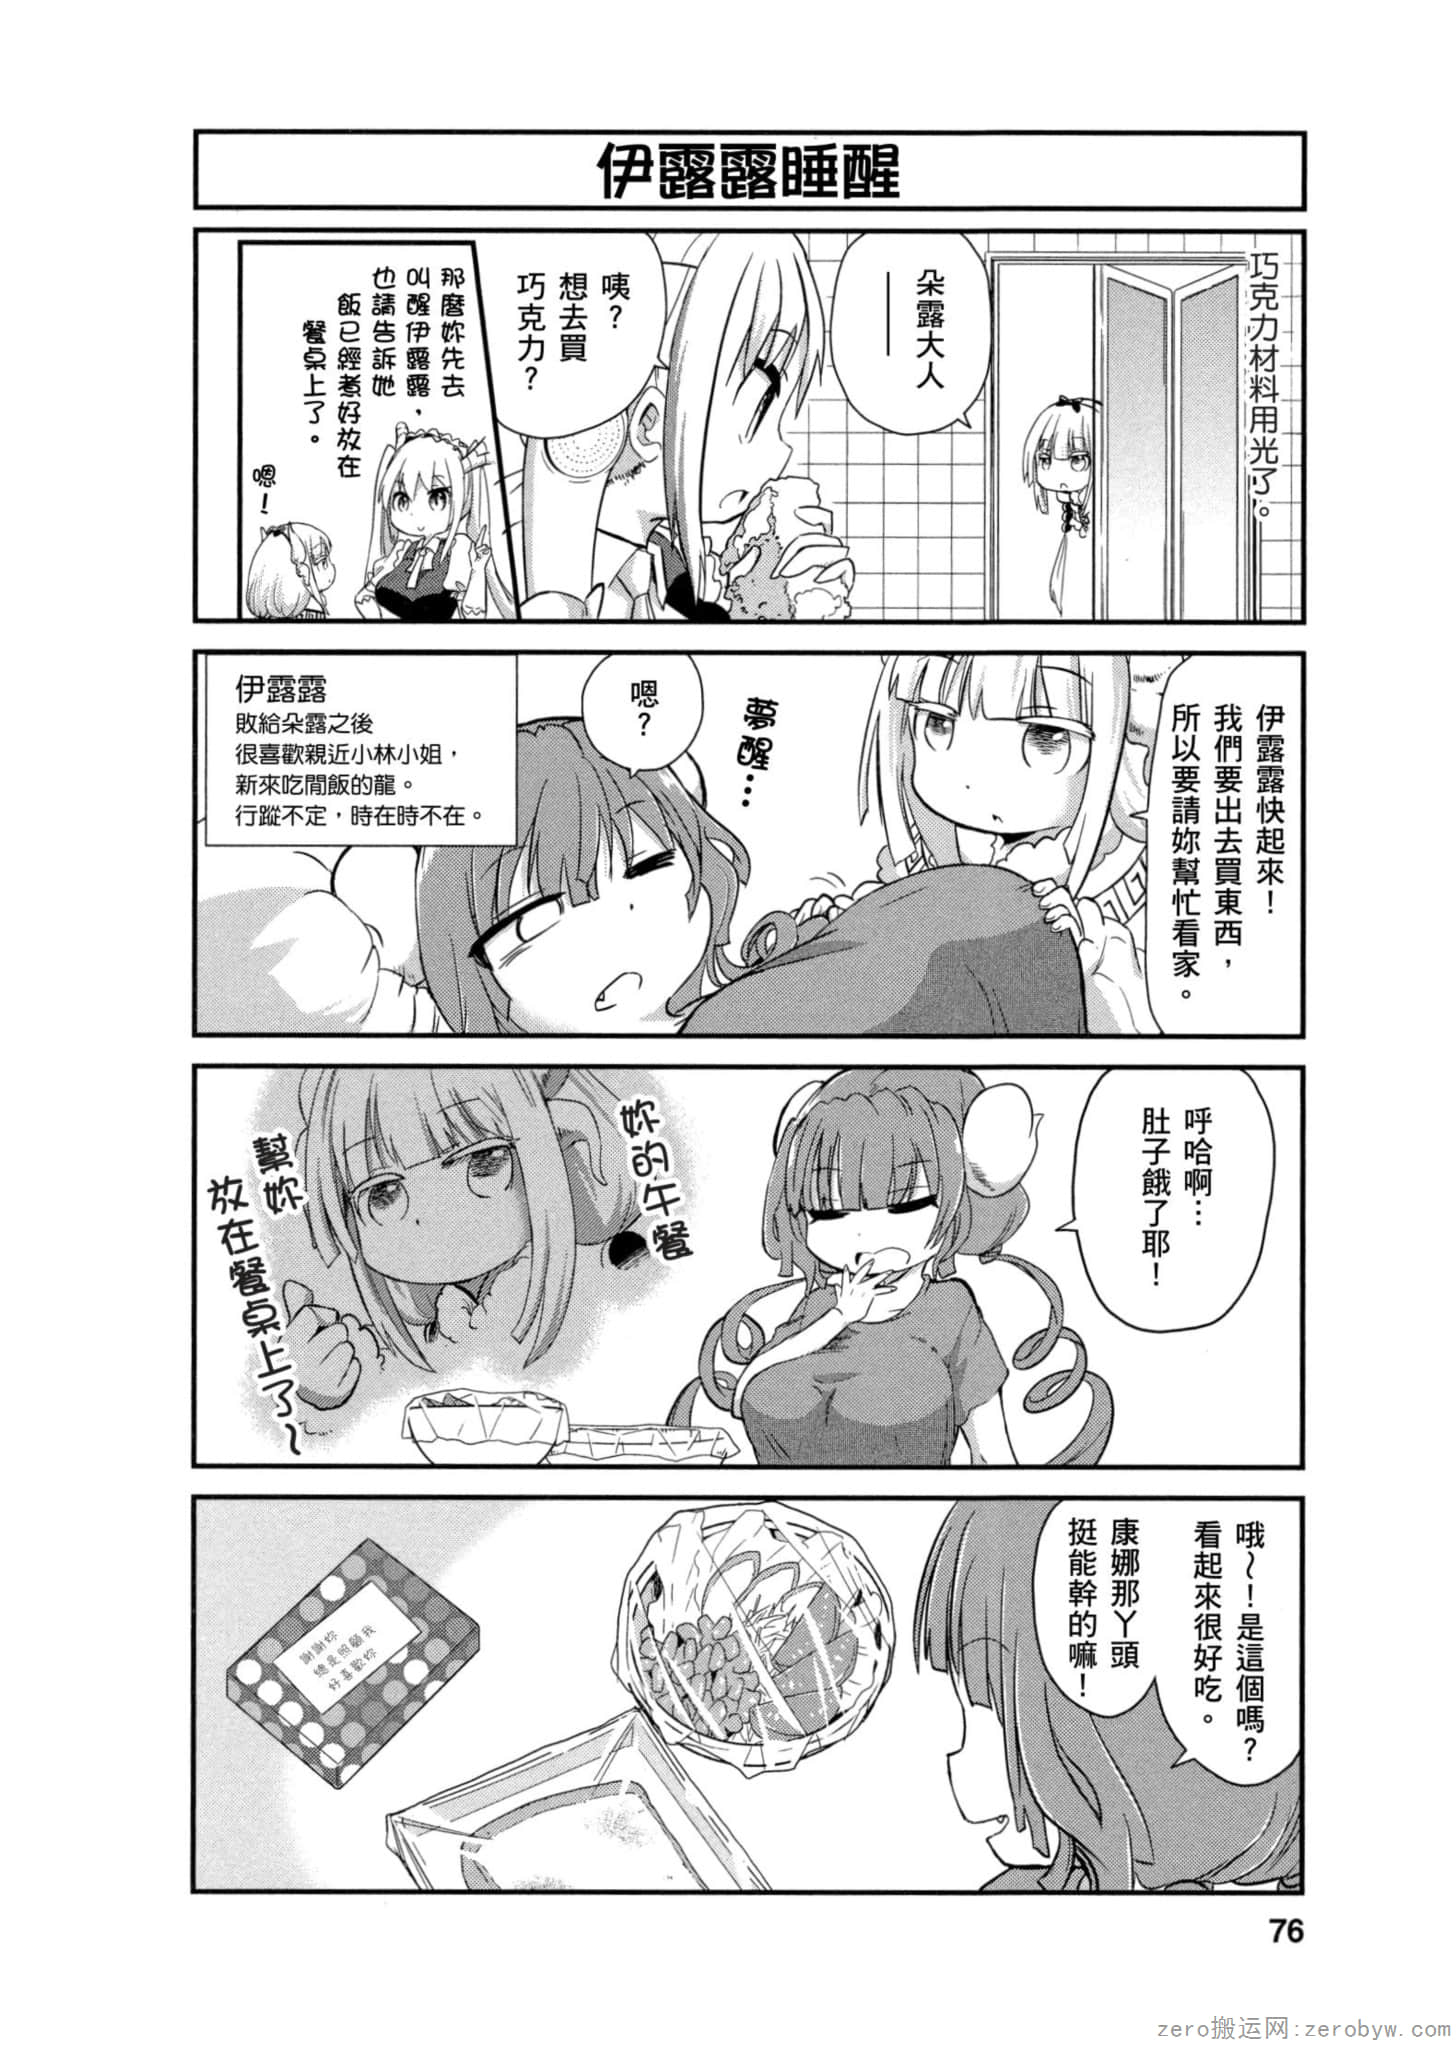 伊露露睡醒
巧克力材料用光了。
朵露大人
——
咦？
想去買
巧克力？
那麼妳先去
叫醒伊露露，
也請告訴她
飯已經煮好放在
餐桌上了。
嗯！
伊露露快起來！
我們要出去買東西，
所以要請妳幫忙看家。
夢醒…
嗯？
伊露露
敗給朵露之後
很喜歡親近小林小姐，
新來吃閒飯的龍。
行蹤不定，時在時不在。
呼哈啊…
肚子餓了耶！
妳的午餐
幫妳
放在餐桌上了～
哦～！是這個嗎？
看起來很好吃。
康娜那丫頭
挺能幹的嘛！
謝謝妳
總是照顧我
好喜歡妳
76
zero搬运网:zerobyw.com